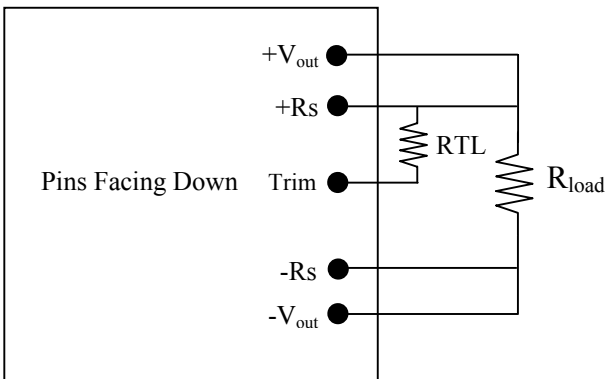 +Vout
+Rs
RTL
Pins Facing Down
Trim
Rload
-Rs
-Vout